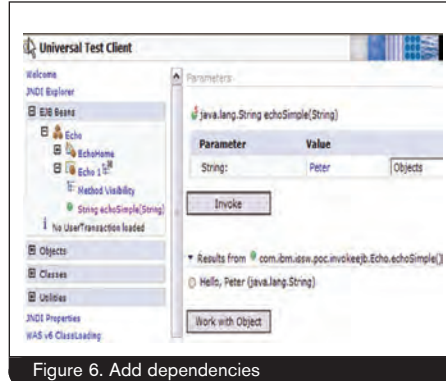 Universal Test Client
Welcome
JNDI Explorer
EJB Beans
Echo
EchoHome
Echo 1
Method Visibility
String echoSimple(String)
No UserTransaction loaded
Objects
Classes
Utilities
JNDI Properties
WAS v6 ClassLoading
Parameters
java.lang.String echoSimple(String)
Parameter Value
String: Peter Objects
Invoke
Results from com.ibm.issw.poc.invokeejb.Echo.echoSimple()
Hello, Peter (java.lang.String)
Work with Object
Figure 6. Add dependencies